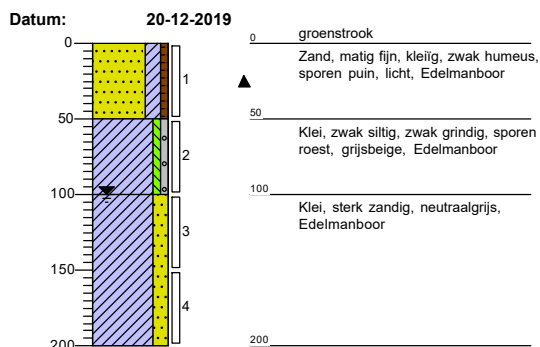 Datum: 20-12-2019
0
50
100
150
200
1
2
3
4
0
groenstrook
Zand, matig fijn, kleiïg, zwak humeus,
sporen puin, licht, Edelmanboor
50
Klei, zwak siltig, zwak grindig, sporen
roest, grijsbeige, Edelmanboor
100
Klei, sterk zandig, neutraalgrijs,
Edelmanboor
200